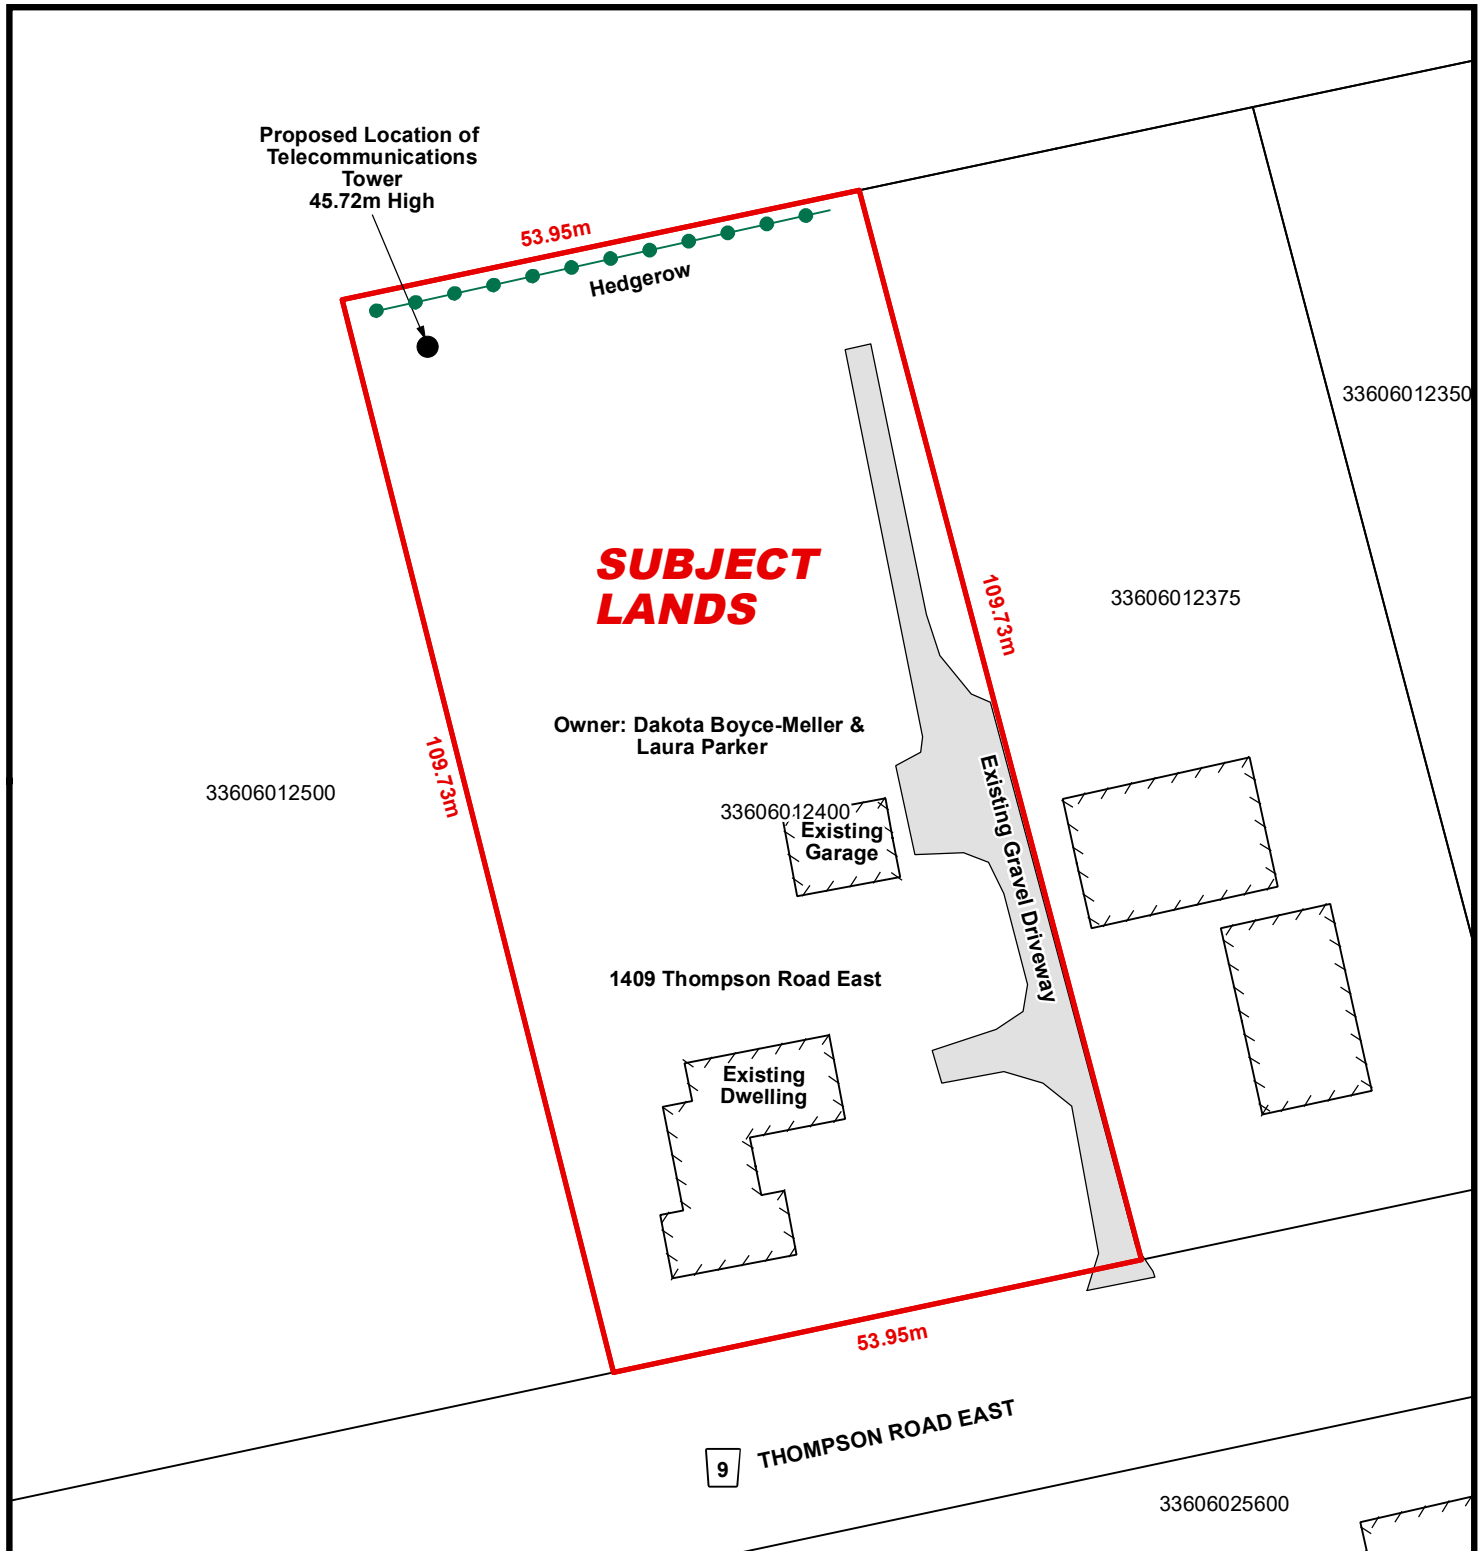 Proposed Location of
Telecommunications
Tower
45.72m High
53.95m
Hedgerow
33606012350
SUBJECT
LANDS
109.73m
33606012375
Owner: Dakota Boyce-Meller &
Laura Parker
109.73m
33606012500
33606012400
Existing
Garage
Existing Gravel Driveway
1409 Thompson Road East
Existing
Dwelling
53.95m
THOMPSON ROAD EAST
9
33606025600